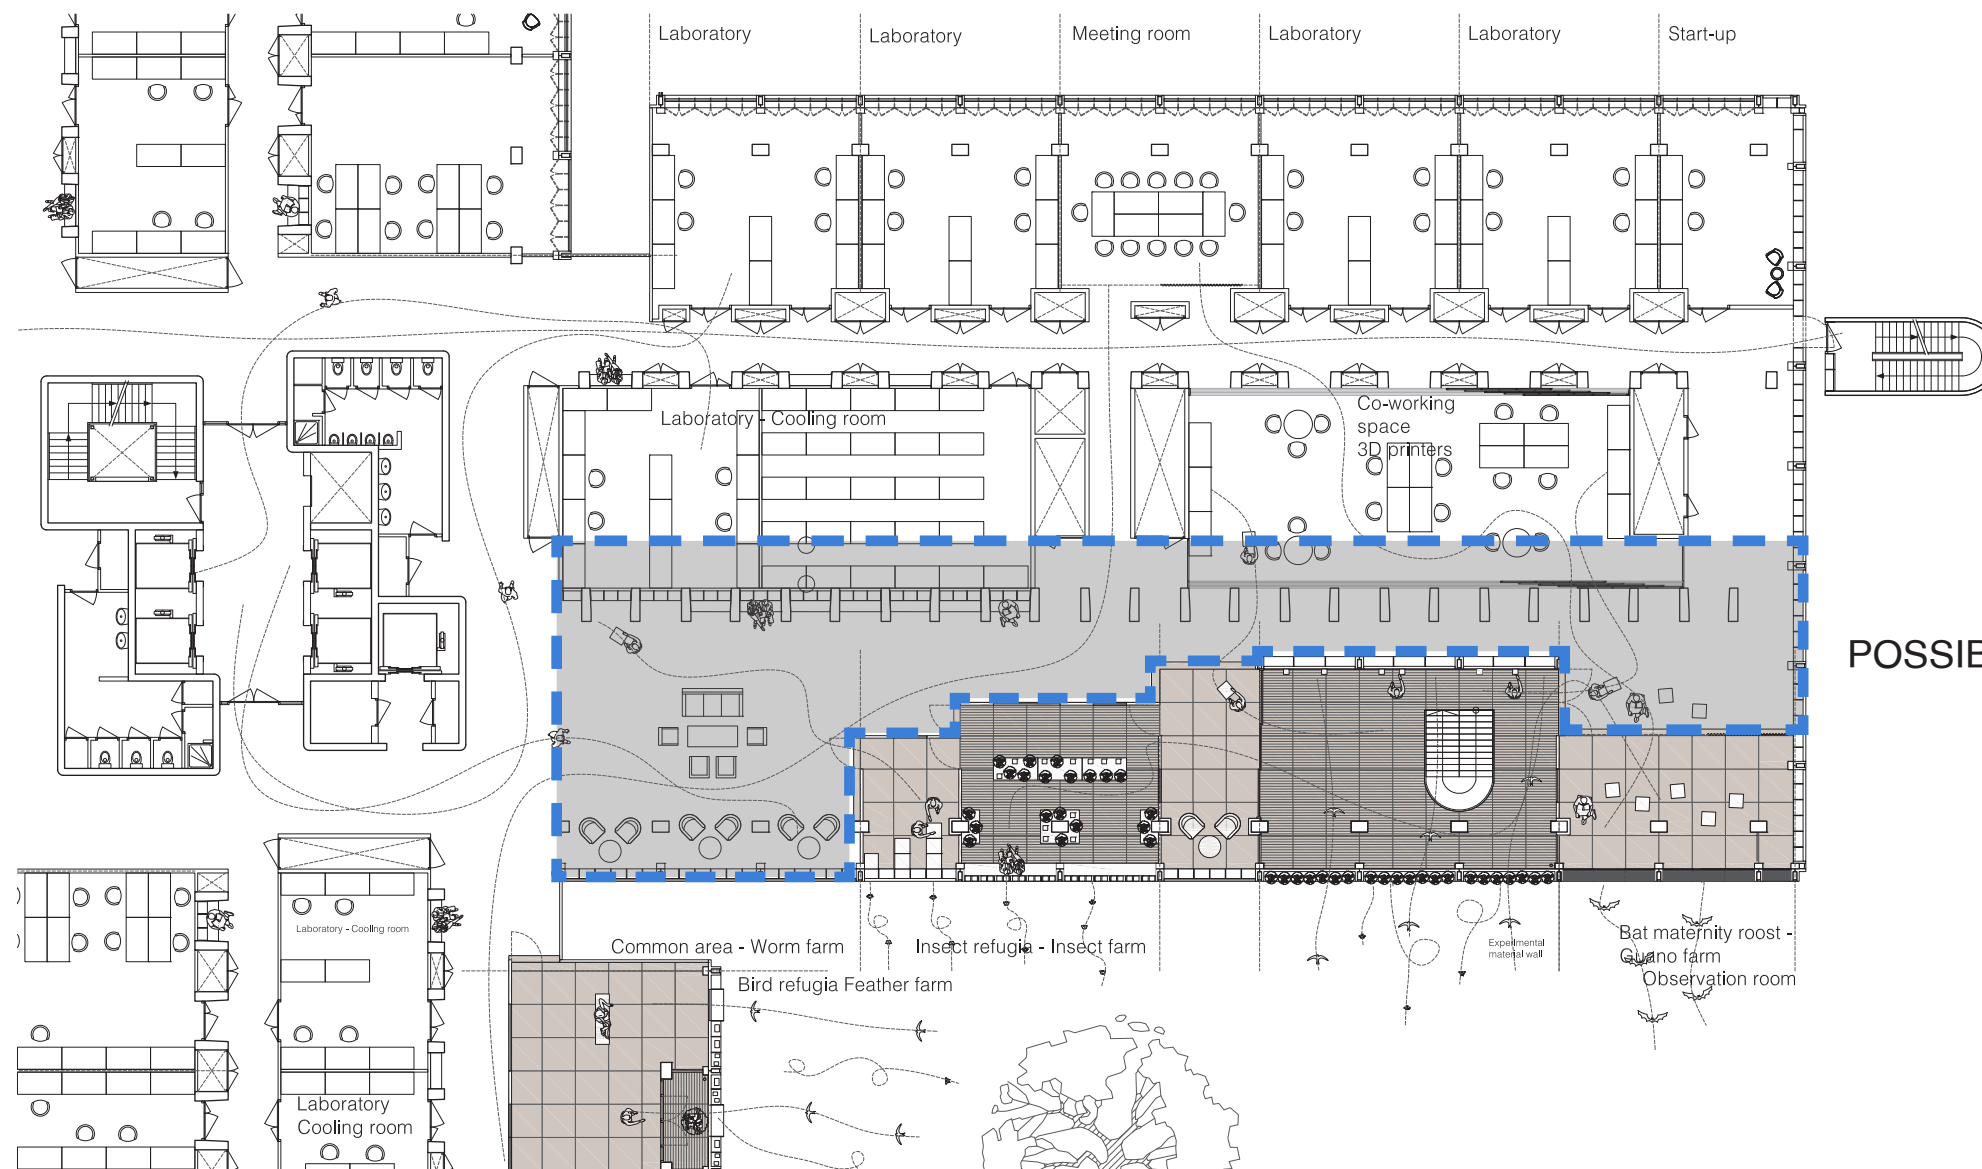 Laboratory
Laboratory
Meeting room
Laboratory
Laboratory
Start-up
Laboratory - Cooling room
Co-working
space
3D printers
POSSIB
Laboratory - Cooling room
Common area - Worm farm
Insect refugia - Insect farm
Experimental
material wall
Bat maternity roost -
Guano farm
Observation room
Bird refugia Feather farm
Laboratory
Cooling room